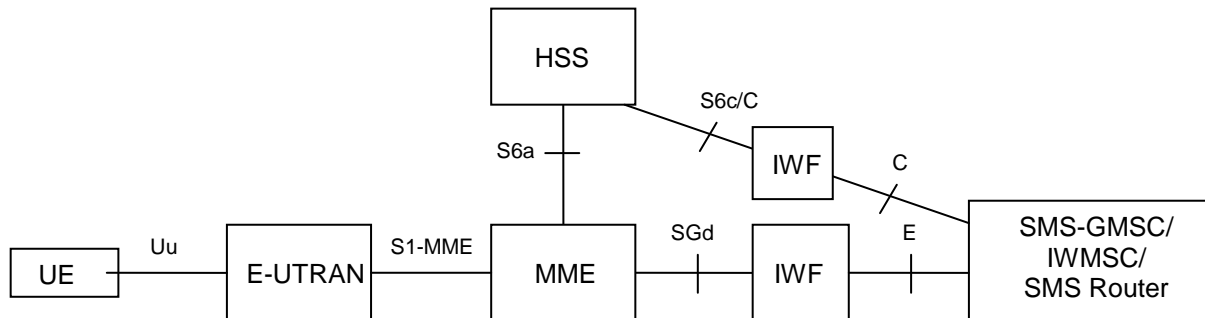 HSS
S6c/C
S6a
IWF
C
Uu
S1-MME
SGd
E
SMS-GMSC/
IWMSC/
SMS Router
UE
E-UTRAN
MME
IWF